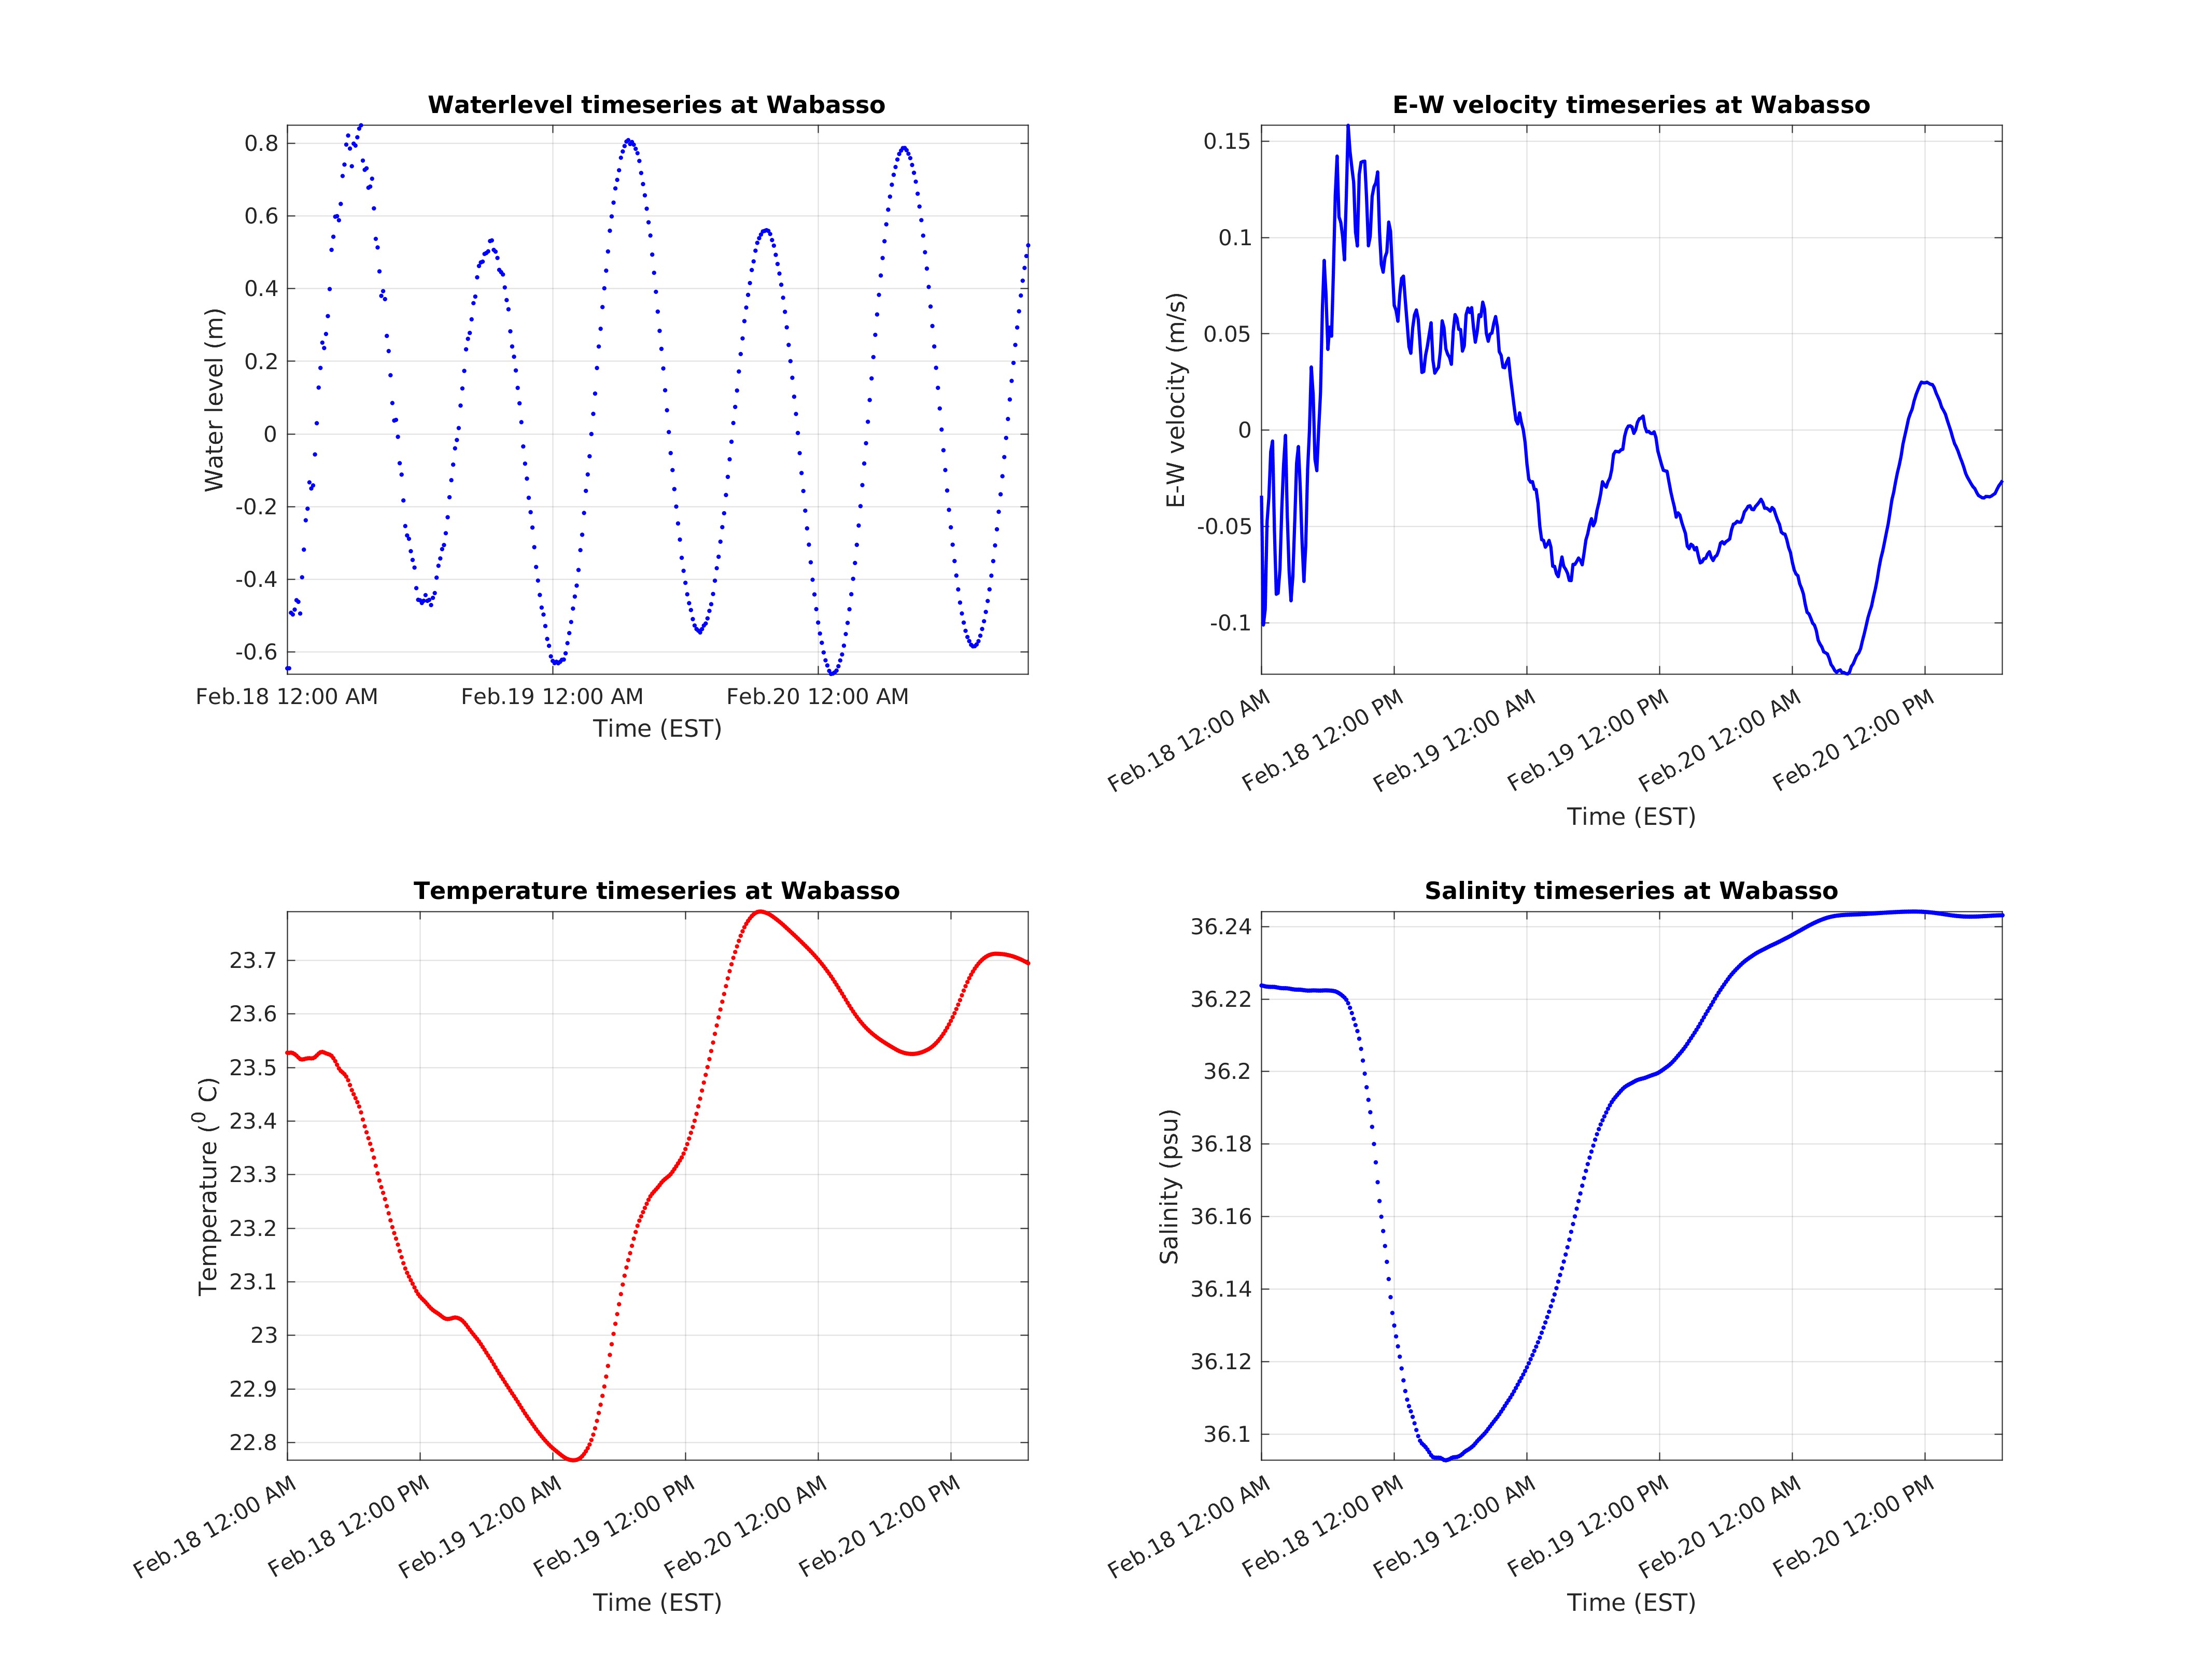 Waterlevel timeseries at Wabasso
0.8
0.6
0.4
0.2
0
-0.2
-0.4
-0.6
Water level (m)
Feb.18 12:00 AM Feb.19 12:00 AM Feb.20 12:00 AM
Time (EST)
E-W velocity timeseries at Wabasso
0.15
0.1
0.05
0
-0.05
-0.1
E-W velocity (m/s)
Feb.18 12:00 AM Feb.18 12:00 PM Feb.19 12:00 AM Feb.19 12:00 PM Feb.20 12:00 AM Feb.20 12:00 PM
Time (EST)
Temperature timeseries at Wabasso
23.7
23.6
23.5
23.4
23.3
23.2
23.1
23
22.9
22.8
Temperature (⁰ C)
Feb.18 12:00 AM Feb.18 12:00 PM Feb.19 12:00 AM Feb.19 12:00 PM Feb.20 12:00 AM Feb.20 12:00 PM
Time (EST)
Salinity timeseries at Wabasso
36.24
36.22
36.2
36.18
36.16
36.14
36.12
36.1
Salinity (psu)
Feb.18 12:00 AM Feb.18 12:00 PM Feb.19 12:00 AM Feb.19 12:00 PM Feb.20 12:00 AM Feb.20 12:00 PM
Time (EST)